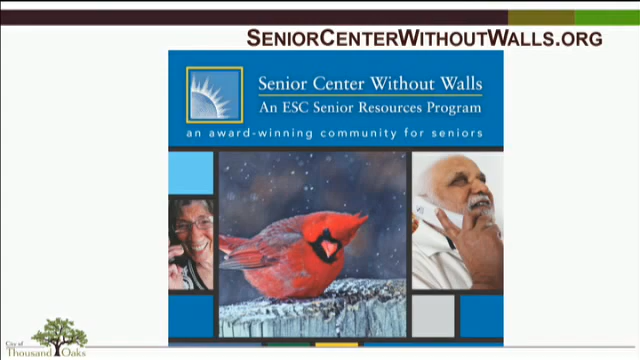 SENIORCENTERWITHOUTWALLS.ORG
Senior Center Without Walls
An ESC Senior Resources Program
an award-winning community for seniors
City of
Thousand Oaks